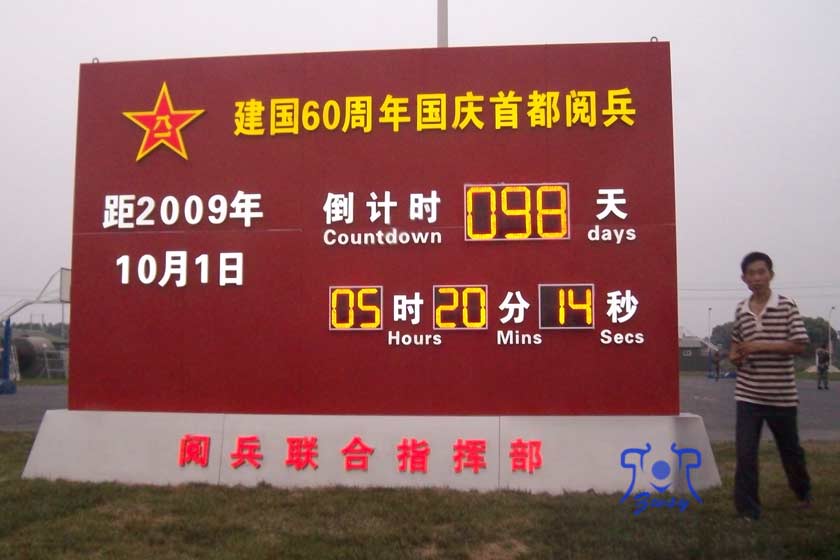 八一
建国60周年国庆首都阅兵
距2009年
10月1日
倒计时 098 天
Countdown days
05 时 20 分 14 秒
Hours Mins Secs
阅兵联合指挥部